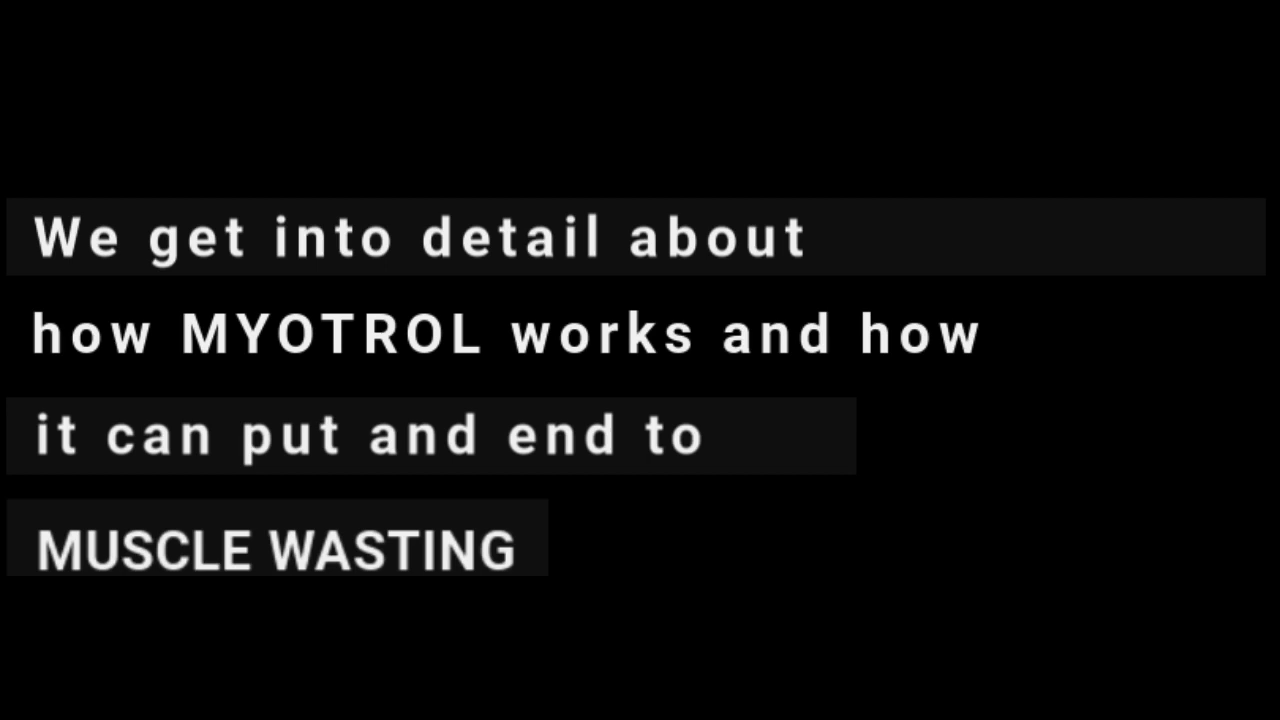 We get into detail about
how MYOTROL works and how
it can put and end to
MUSCLE WASTING